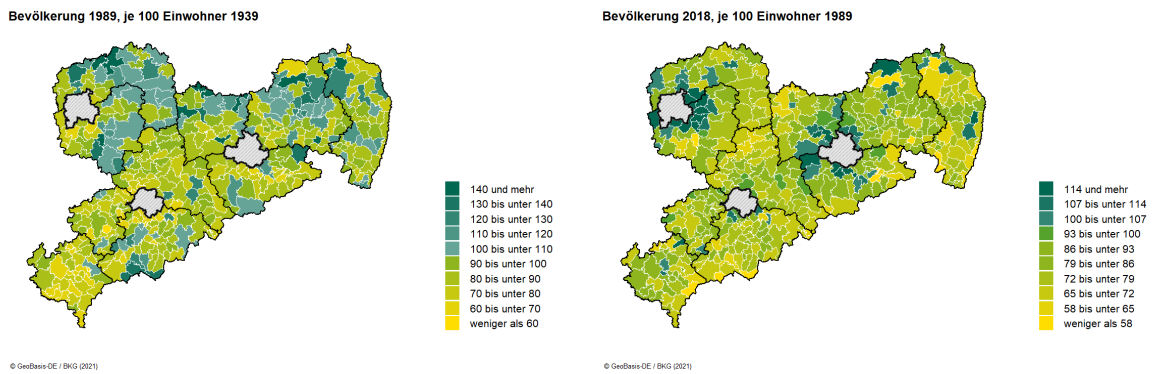 Bevölkerung 1989, je 100 Einwohner 1939
140 und mehr
130 bis unter 140
120 bis unter 130
110 bis unter 120
100 bis unter 110
90 bis unter 100
80 bis unter 90
70 bis unter 80
60 bis unter 70
weniger als 60
© GeoBasis-DE / BKG (2021)
Bevölkerung 2018, je 100 Einwohner 1989
114 und mehr
107 bis unter 114
100 bis unter 107
93 bis unter 100
86 bis unter 93
79 bis unter 86
72 bis unter 79
65 bis unter 72
58 bis unter 65
weniger als 58
© GeoBasis-DE / BKG (2021)